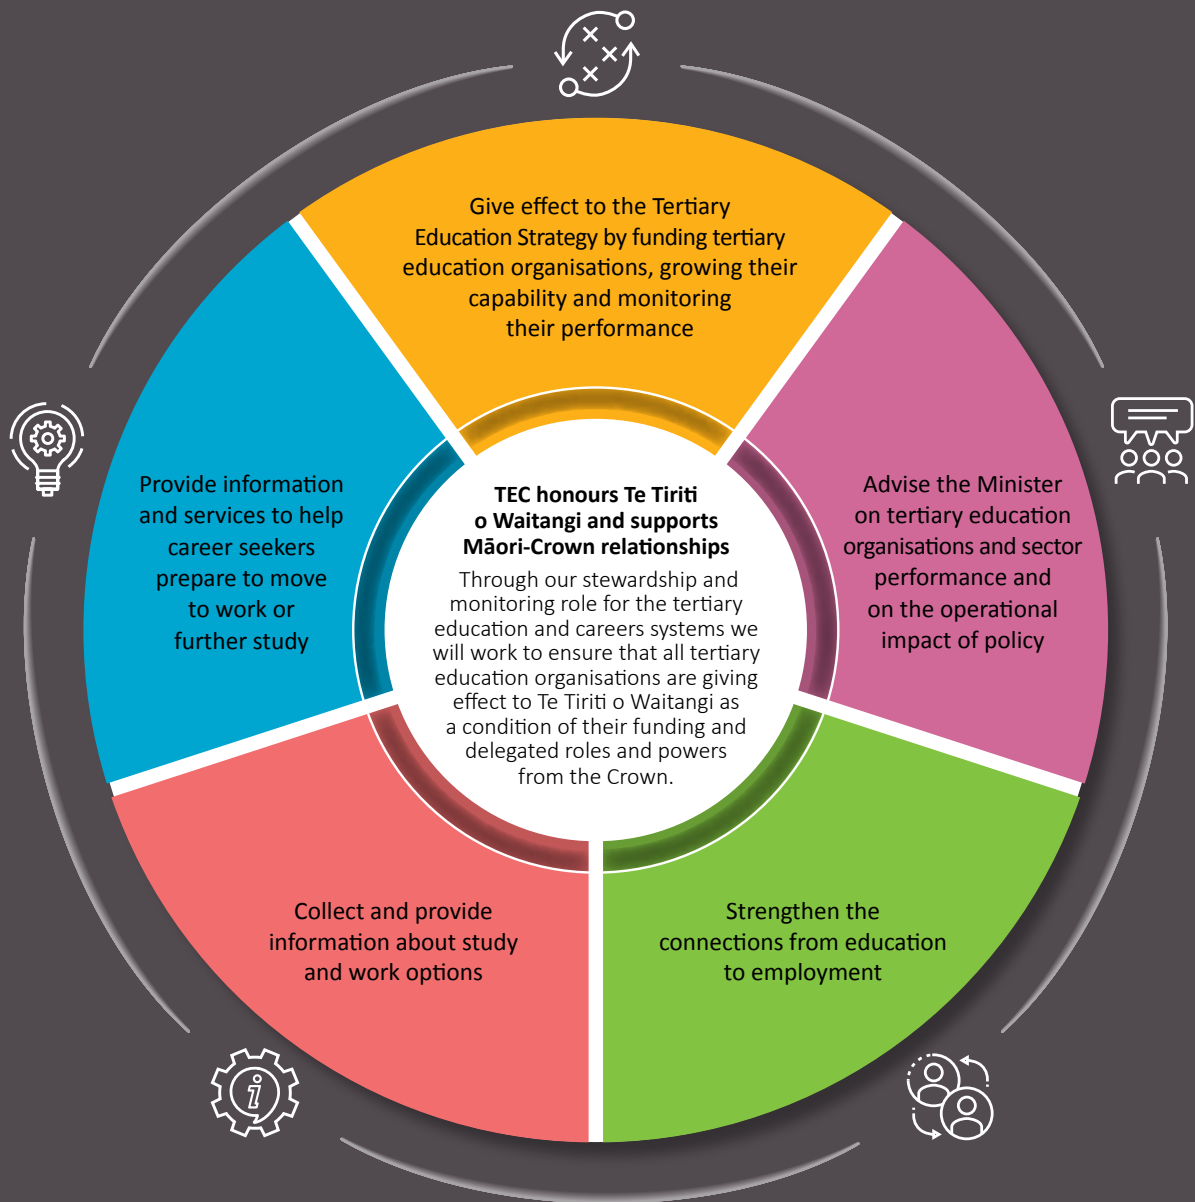 Give effect to the Tertiary
Education Strategy by funding tertiary
education organisations, growing their
capability and monitoring
their performance
Advise the Minister
on tertiary education
organisations and sector
performance and
on the operational
impact of policy
Strengthen the
connections from education
to employment
Collect and provide
information about study
and work options
Provide information
and services to help
career seekers
prepare to move
to work or
further study
TEC honours Te Tiriti
o Waitangi and supports
Māori-Crown relationships
Through our stewardship and
monitoring role for the tertiary
education and careers systems we
will work to ensure that all tertiary
education organisations are giving
effect to Te Tiriti o Waitangi as
a condition of their funding and
delegated roles and powers
from the Crown.
i